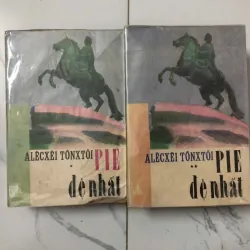 ALÊCXÊI TÔNXTÔI PIE
đệ nhất
ALÊCXÊI TÔNXTÔI PIE
đệ nhất